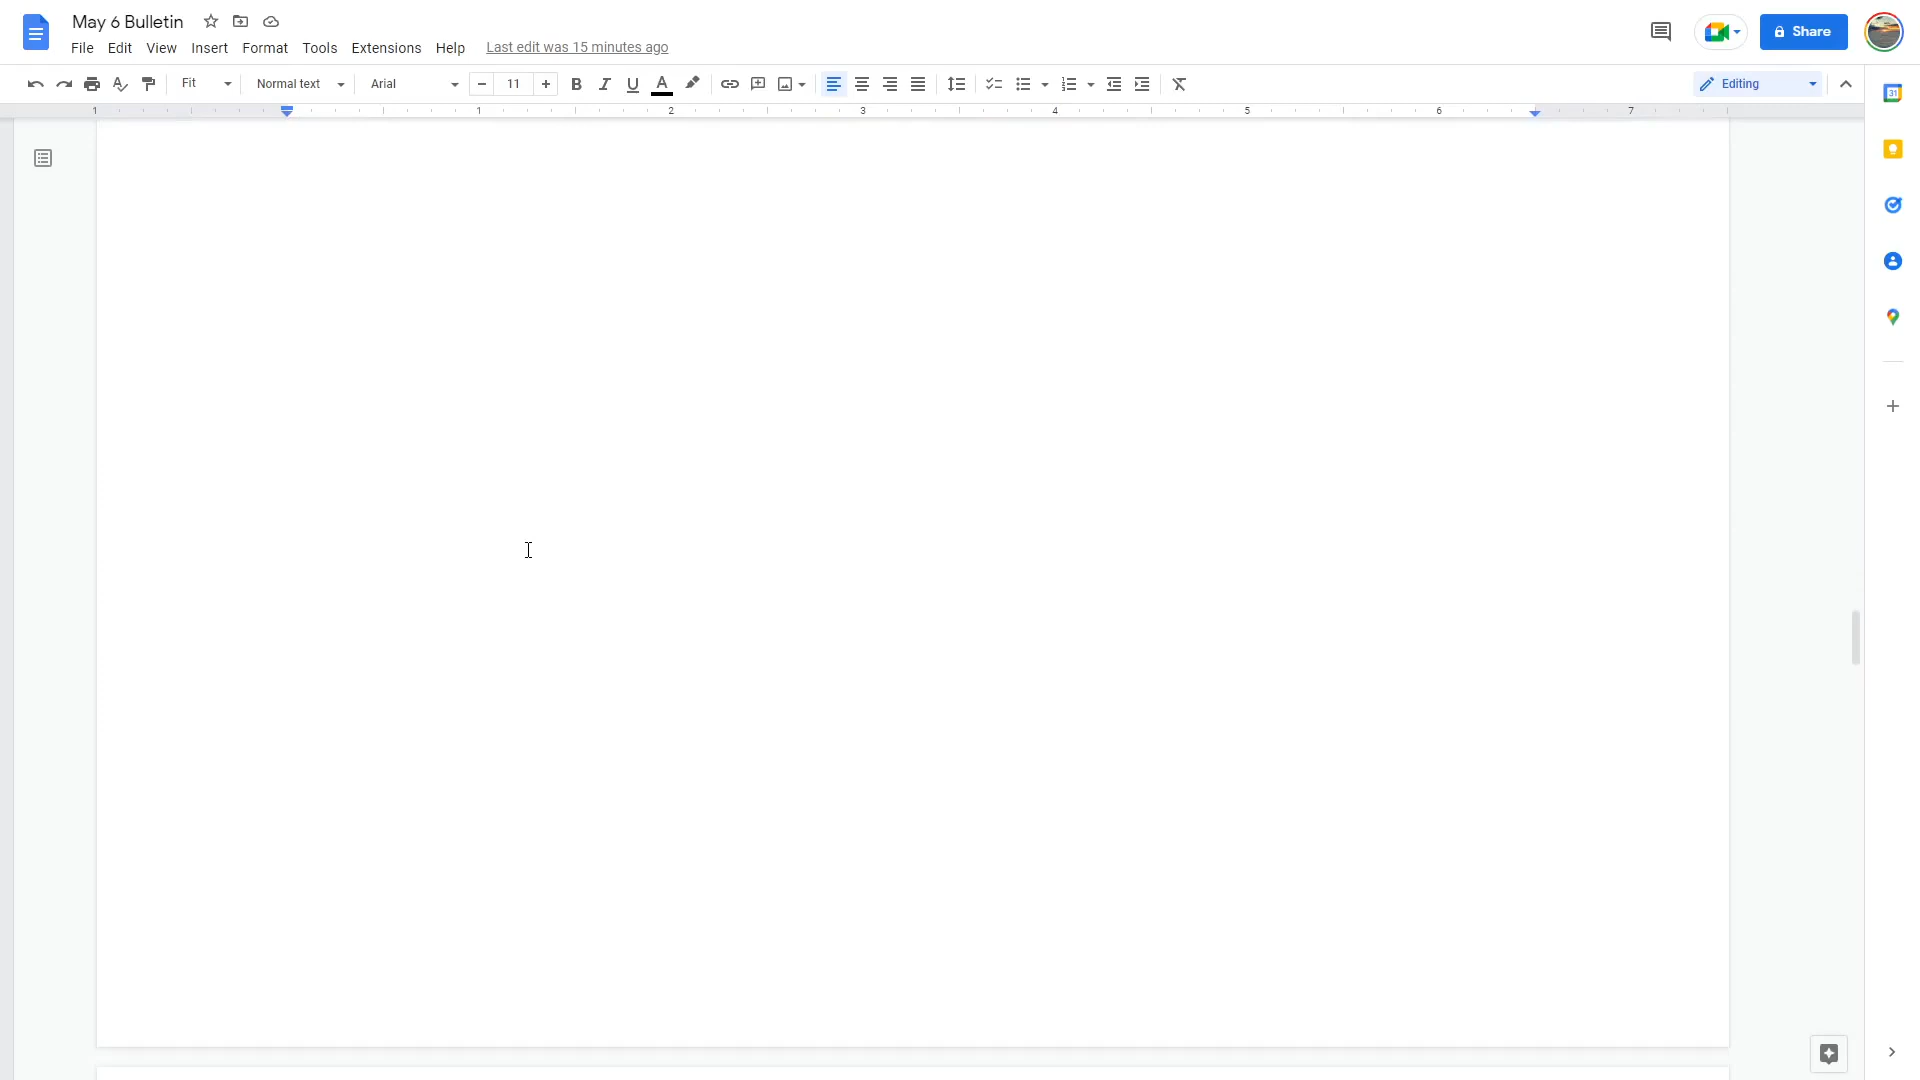 May 6 Bulletin
File Edit View Insert Format Tools Extensions Help Last edit was 15 minutes ago
Share
Fit Normal text Arial 11 B I U A Editing
1 1 2 3 4 5 6 7
31